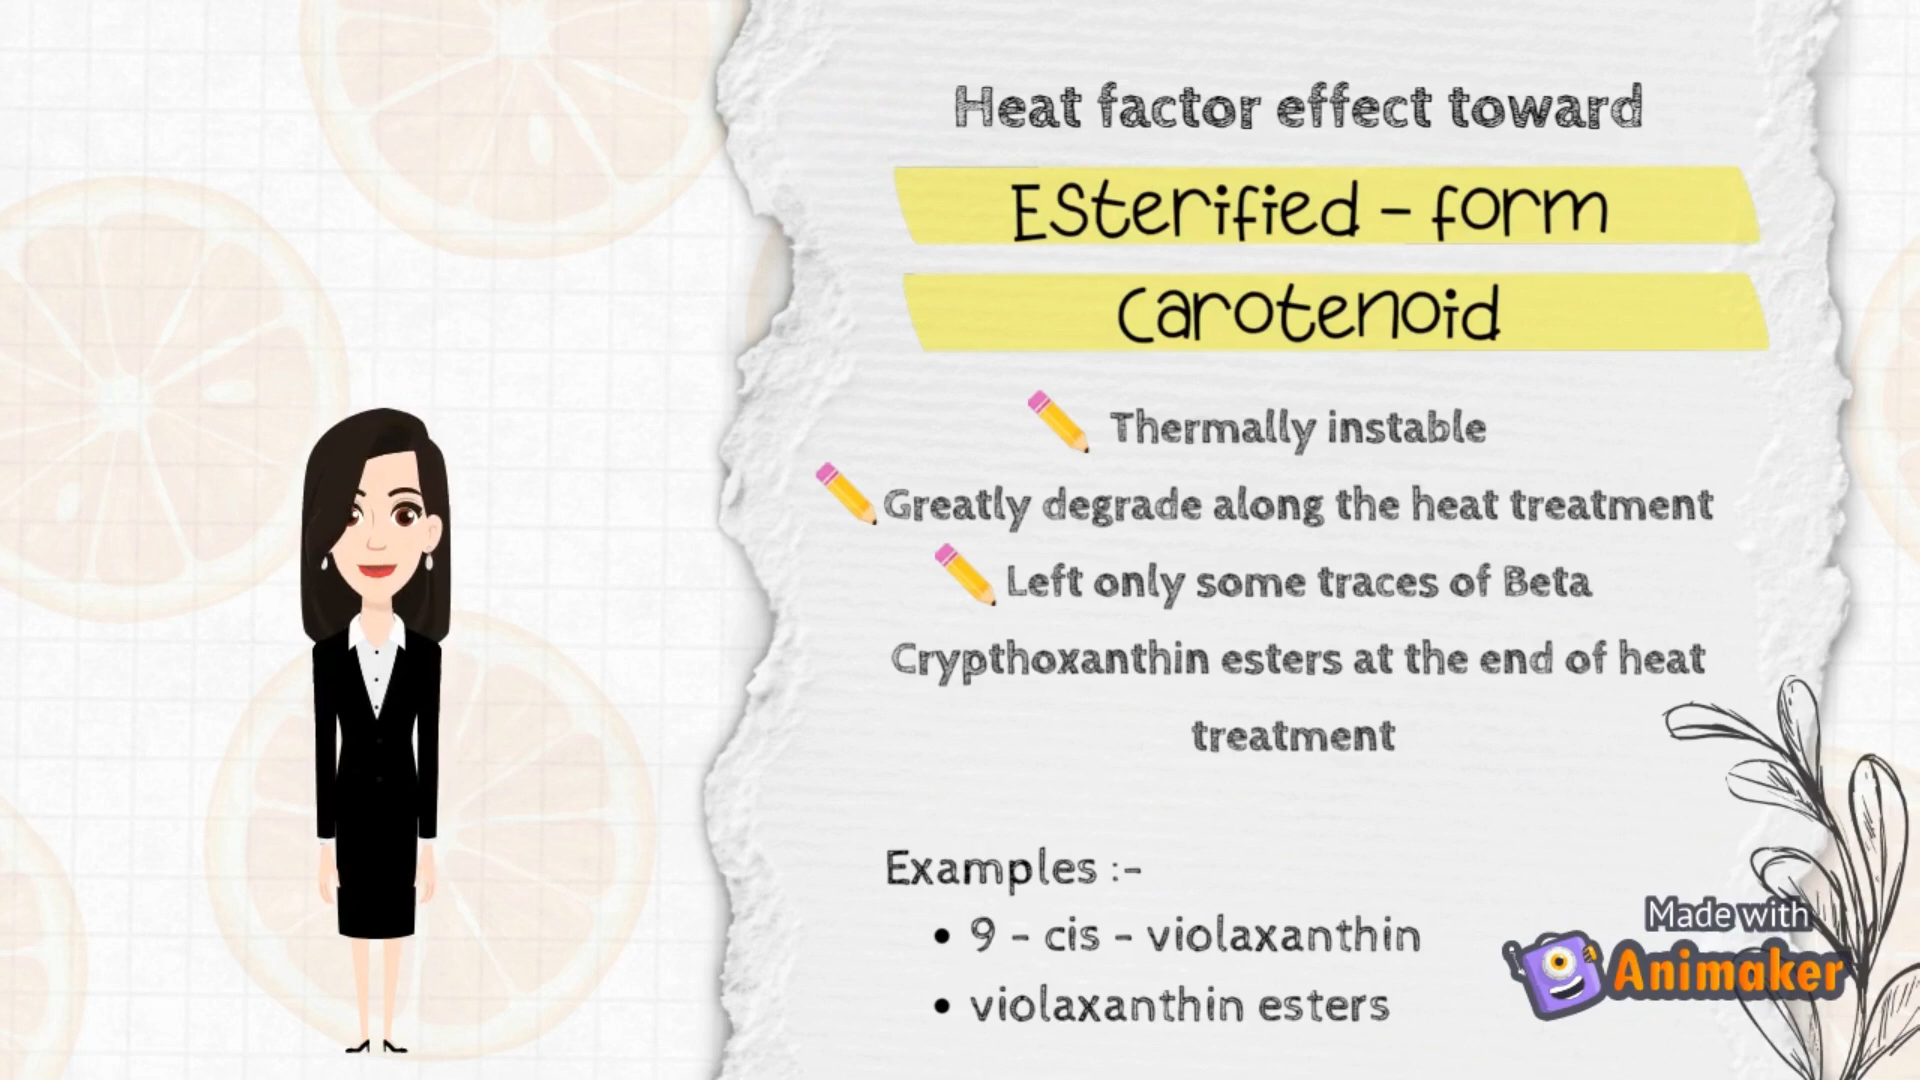 Heat factor effect toward
Esterified - form
Carotenoid
Thermally instable
Greatly degrade along the heat treatment
Left only some traces of Beta
Crypthoxanthin esters at the end of heat
treatment
Examples :-
• 9 - cis - violaxanthin
• violaxanthin esters
Made with
Animaker